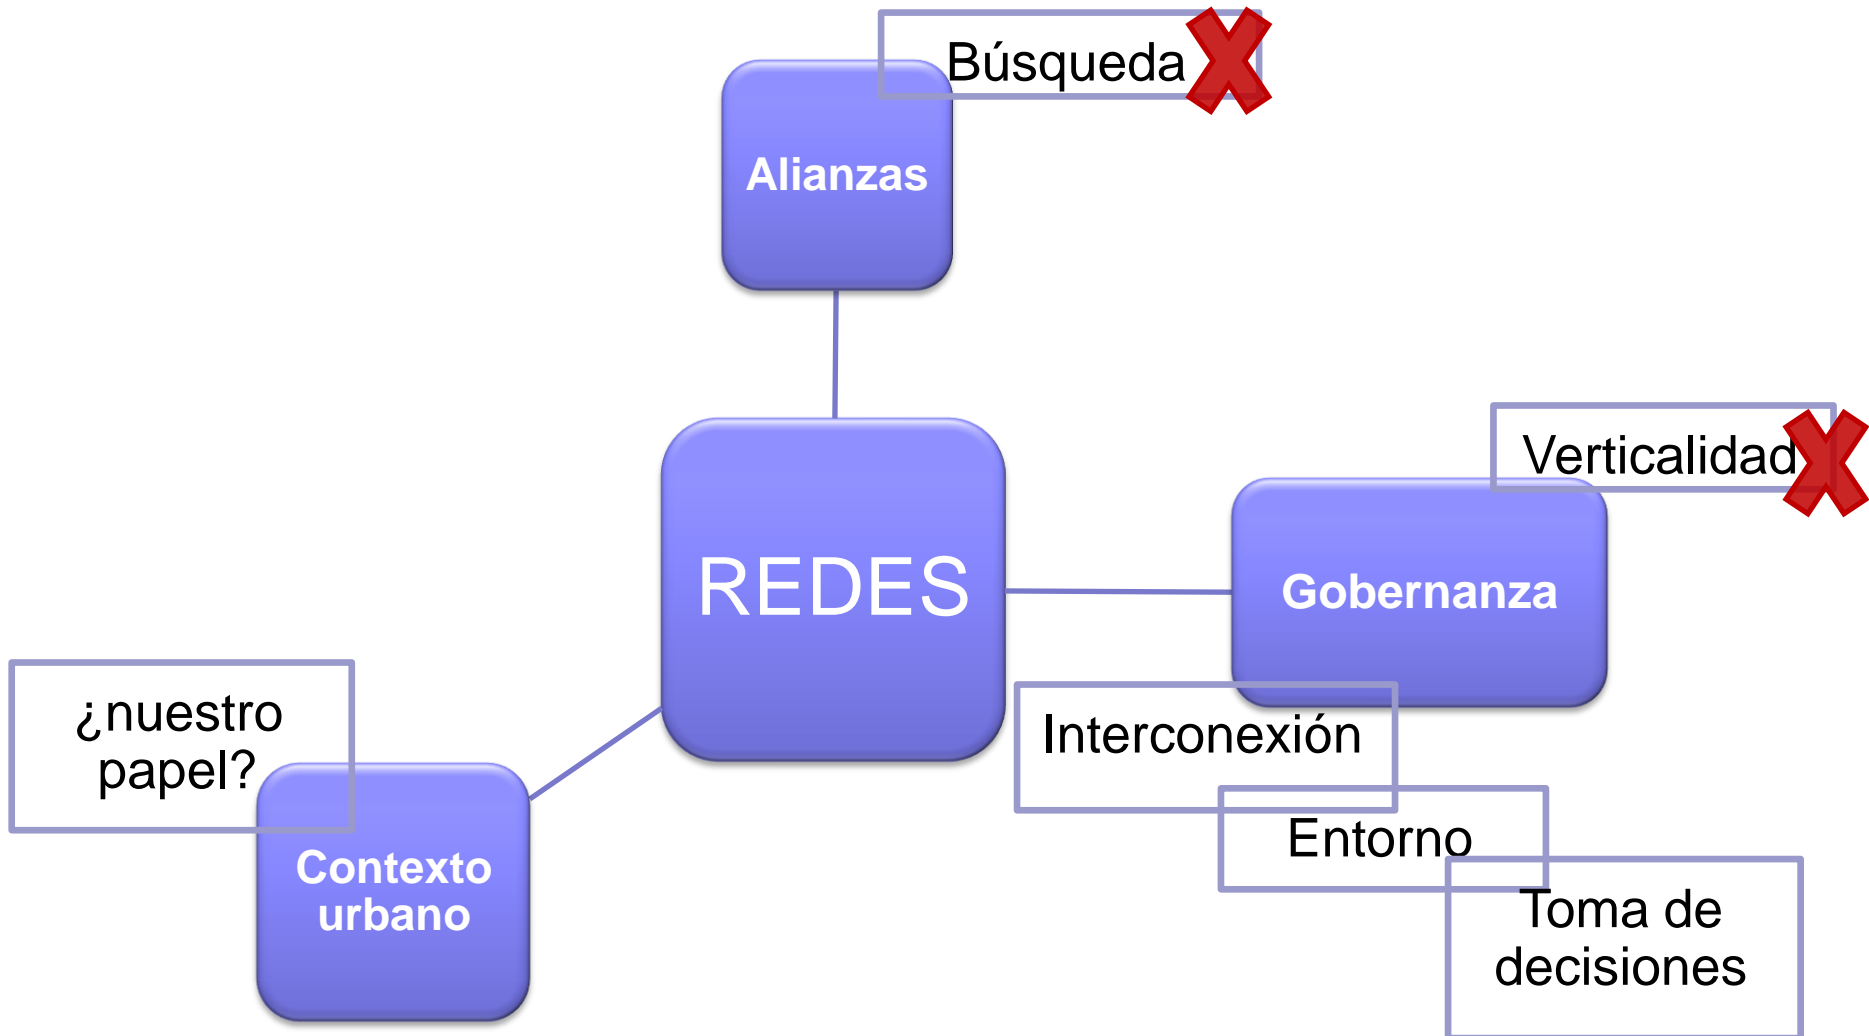 Búsqueda
Alianzas
Verticalidad
REDES
Gobernanza
¿nuestro
papel?
Interconexión
Contexto
urbano
Entorno
Toma de
decisiones